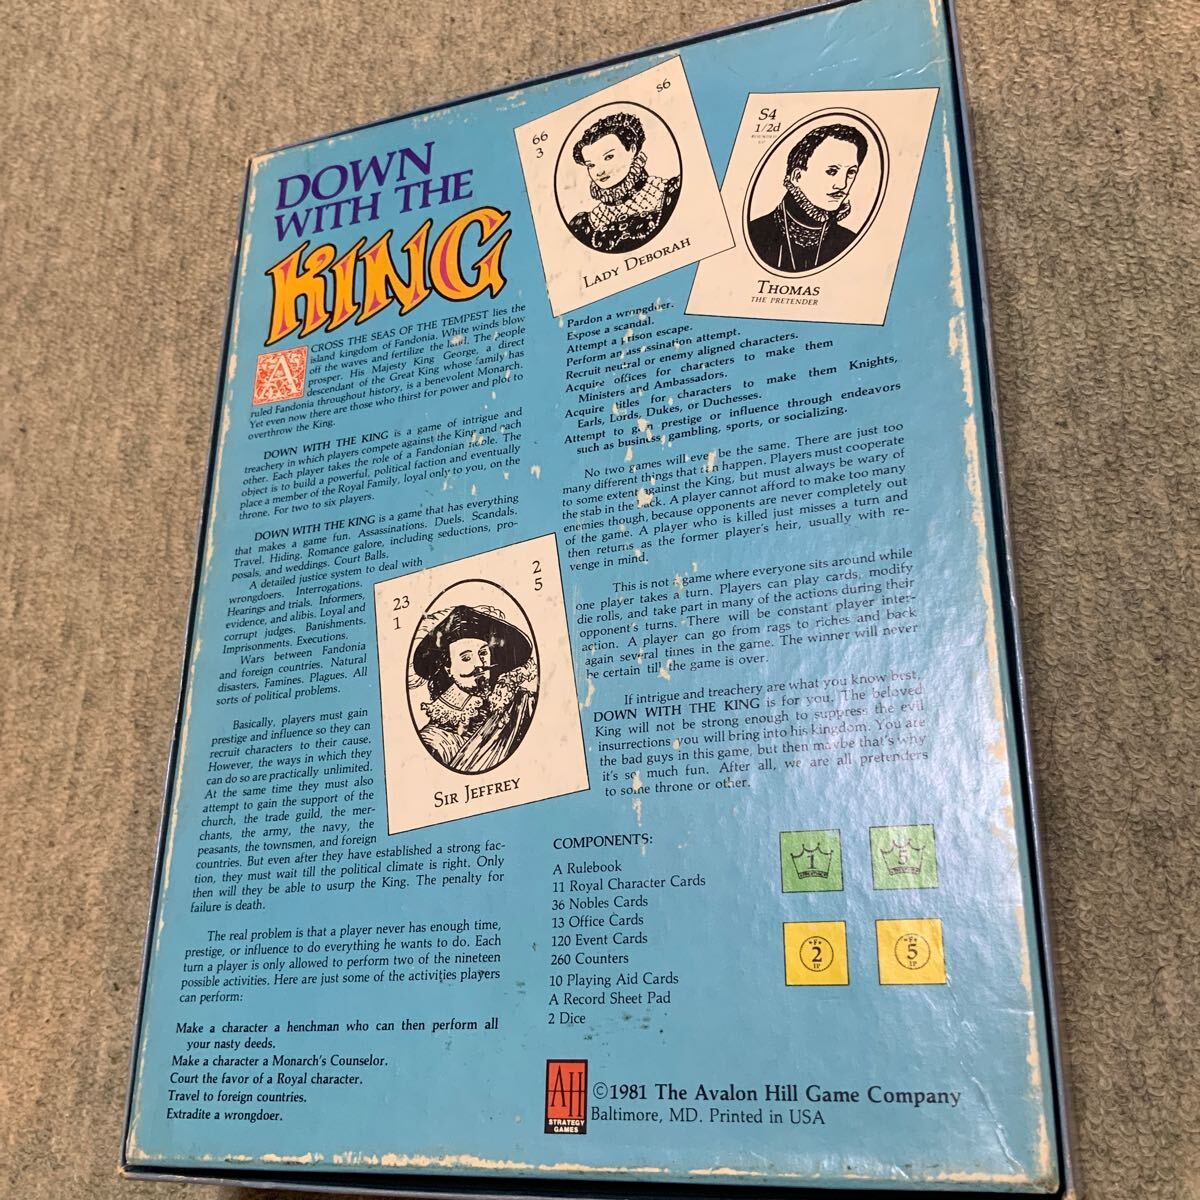 DOWN
WITH THE
KING
ACROSS THE SEAS OF THE TEMPEST lies the
island kingdom of Fandonia. White winds blow
off the waves and fertilize the land. The people
prosper. His Majesty King George, a direct
descendant of the Great King whose family has
ruled Fandonia throughout history, is a benevolent Monarch.
Yet even now there are those who thirst for power and plot to
overthrow the King.
DOWN WITH THE KING is a game of intrigue and
treachery in which players compete against the King and each
other. Each player takes the role of a Fandonian noble. The
object is to build a powerful, political faction and eventually
place a member of the Royal Family, loyal only to you, on the
throne. For two to six players.
DOWN WITH THE KING is a game that has everything
that makes a game fun. Assassinations. Duels. Scandals.
Travel. Hiding. Romance galore, including seductions, pro-
posals, and weddings. Court Balls.
A detailed justice system to deal with
wrongdoers. Interrogations.
Hearings and trials. Informers,
evidence, and alibis. Loyal and
corrupt judges. Banishments.
Imprisonments. Executions.
Wars between Fandonia
and foreign countries. Natural
disasters. Famines. Plagues. All
sorts of political problems.
Basically, players must gain
prestige and influence so they can
recruit characters to their cause.
However, the ways in which they
can do so are practically unlimited.
At the same time they must also
attempt to gain the support of the
church, the trade guild, the mer-
chants, the army, the navy, the
peasants, the townsmen, and foreign
countries. But even after they have established a strong fac-
tion, they must wait till the political climate is right. Only
then will they be able to usurp the King. The penalty for
failure is death.
The real problem is that a player never has enough time,
prestige, or influence to do everything he wants to do. Each
turn a player is only allowed to perform two of the nineteen
possible activities. Here are just some of the activities players
can perform:
Make a character a henchman who can then perform all
your nasty deeds.
Make a character a Monarch's Counselor.
Court the favor of a Royal character.
Travel to foreign countries.
Extradite a wrongdoer.
66
3
s6
LADY DEBORAH
S4
1/2d
ROUNDED
UP
THOMAS
THE PRETENDER
23
1
2
5
SIR JEFFREY
Pardon a wrongdoer.
Expose a scandal.
Attempt a prison escape.
Perform an assassination attempt.
Recruit neutral or enemy aligned characters.
Acquire offices for characters to make them
Ministers and Ambassadors.
Acquire titles for characters to make them Knights,
Earls, Lords, Dukes, or Duchesses.
Attempt to gain prestige or influence through endeavors
such as business, gambling, sports, or socializing.
No two games will ever be the same. There are just too
many different things that can happen. Players must cooperate
to some extent against the King, but must always be wary of
the stab in the back. A player cannot afford to make too many
enemies though, because opponents are never completely out
of the game. A player who is killed just misses a turn and
then returns as the former player's heir, usually with re-
venge in mind.
This is not a game where everyone sits around while
one player takes a turn. Players can play cards, modify
die rolls, and take part in many of the actions during their
opponent's turns. There will be constant player inter-
action. A player can go from rags to riches and back
again several times in the game. The winner will never
be certain till the game is over.
If intrigue and treachery are what you know best,
DOWN WITH THE KING is for you. The beloved
King will not be strong enough to suppress the evil
insurrections you will bring into his kingdom. You are
the bad guys in this game, but then maybe that's why
it's so much fun. After all, we are all pretenders
to some throne or other.
COMPONENTS:
A Rulebook
11 Royal Character Cards
36 Nobles Cards
13 Office Cards
120 Event Cards
260 Counters
10 Playing Aid Cards
A Record Sheet Pad
2 Dice
1
5
*F*
2
IP
*F*
5
IP
AH
STRATEGY
GAMES
©1981 The Avalon Hill Game Company
Baltimore, MD. Printed in USA